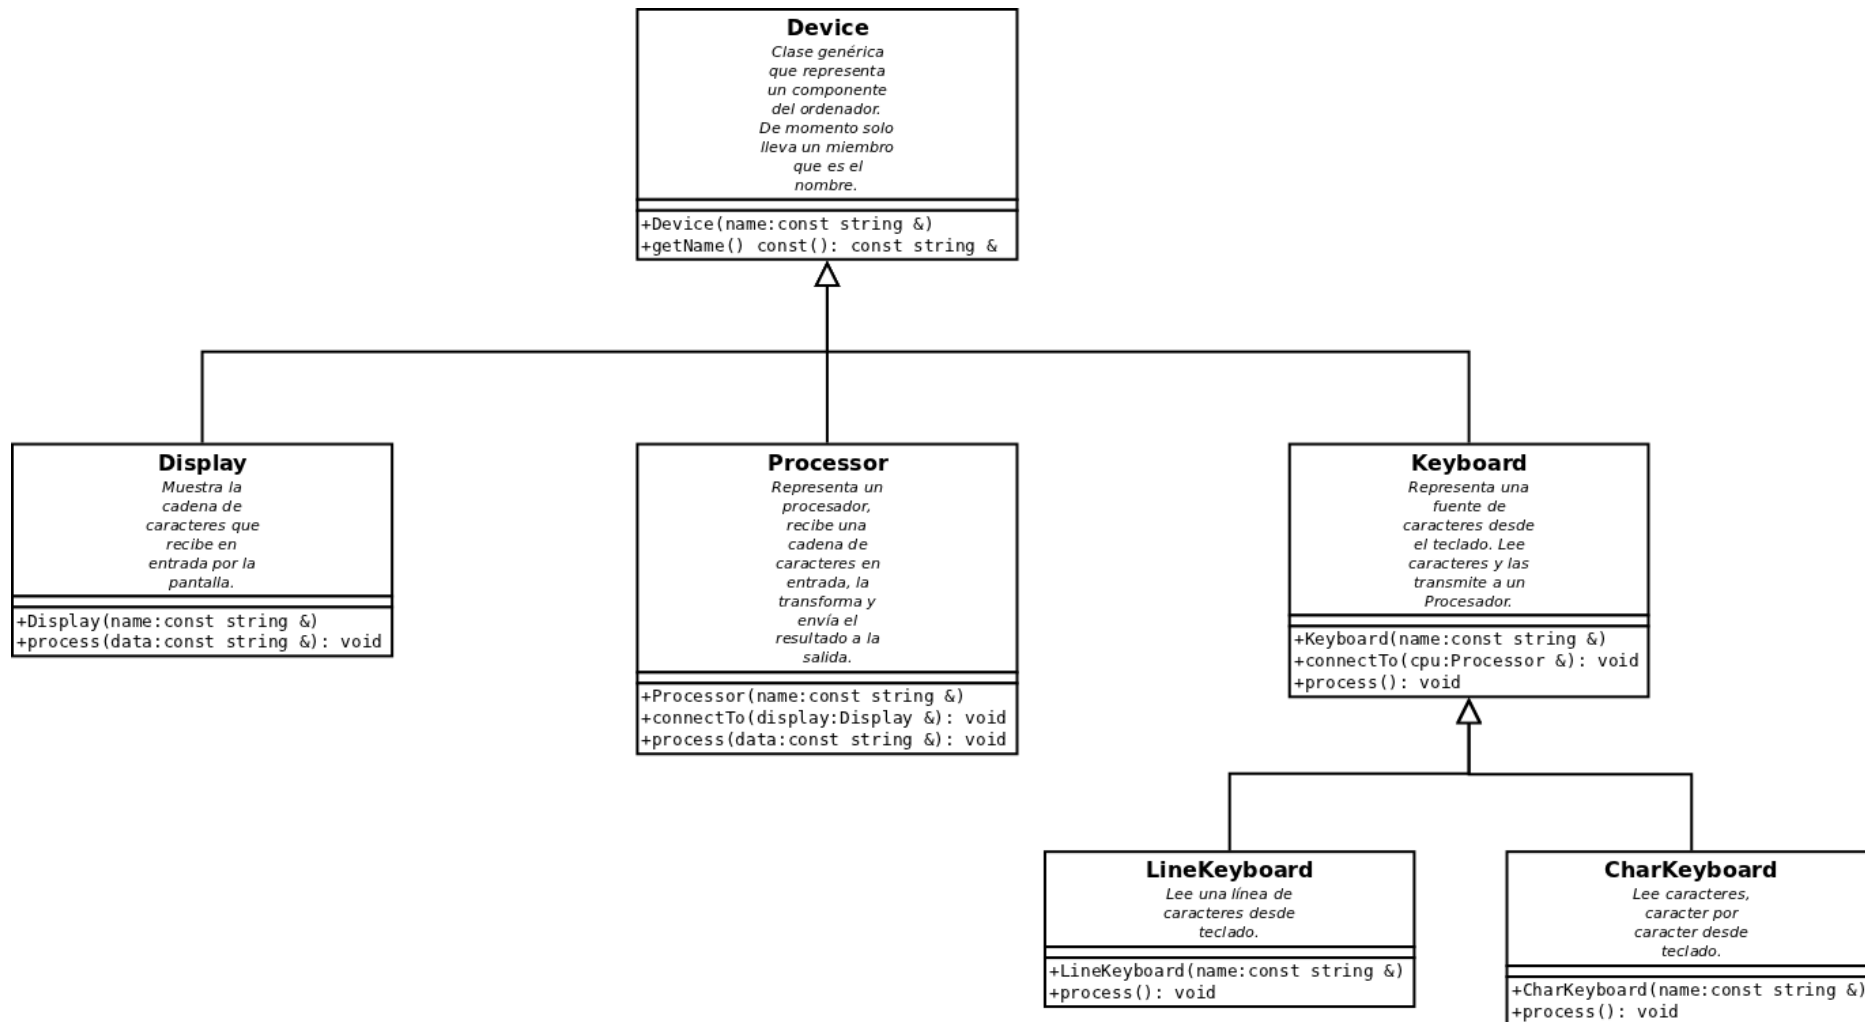 Device
Clase genérica
que representa
un componente
del ordenador.
De momento solo
lleva un miembro
que es el
nombre.
+Device(name:const string &)
+getName() const(): const string &
Display
Muestra la
cadena de
caracteres que
recibe en
entrada por la
pantalla.
+Display(name:const string &)
+process(data:const string &): void
Processor
Representa un
procesador,
recibe una
cadena de
caracteres en
entrada, la
transforma y
envía el
resultado a la
salida.
+Processor(name:const string &)
+connectTo(display:Display &): void
+process(data:const string &): void
Keyboard
Representa una
fuente de
caracteres desde
el teclado. Lee
caracteres y las
transmite a un
Procesador.
+Keyboard(name:const string &)
+connectTo(cpu:Processor &): void
+process(): void
LineKeyboard
Lee una línea de
caracteres desde
teclado.
+LineKeyboard(name:const string &)
+process(): void
CharKeyboard
Lee caracteres,
caracter por
caracter desde
teclado.
+CharKeyboard(name:const string &)
+process(): void